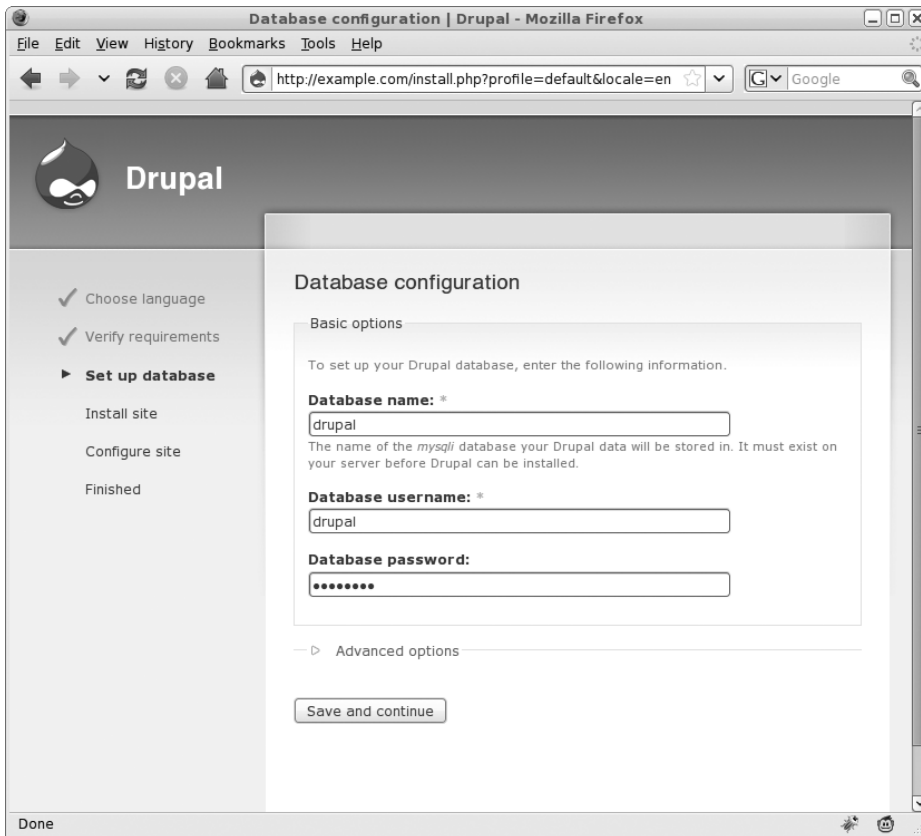 Database configuration | Drupal - Mozilla Firefox
File Edit View History Bookmarks Tools Help
http://example.com/install.php?profile=default&locale=en
G Google
Drupal
Choose language
Verify requirements
Set up database
Install site
Configure site
Finished
Database configuration
Basic options
To set up your Drupal database, enter the following information.
Database name: *
drupal
The name of the mysqli database your Drupal data will be stored in. It must exist on
your server before Drupal can be installed.
Database username: *
drupal
Database password:
••••••••
Advanced options
Save and continue
Done